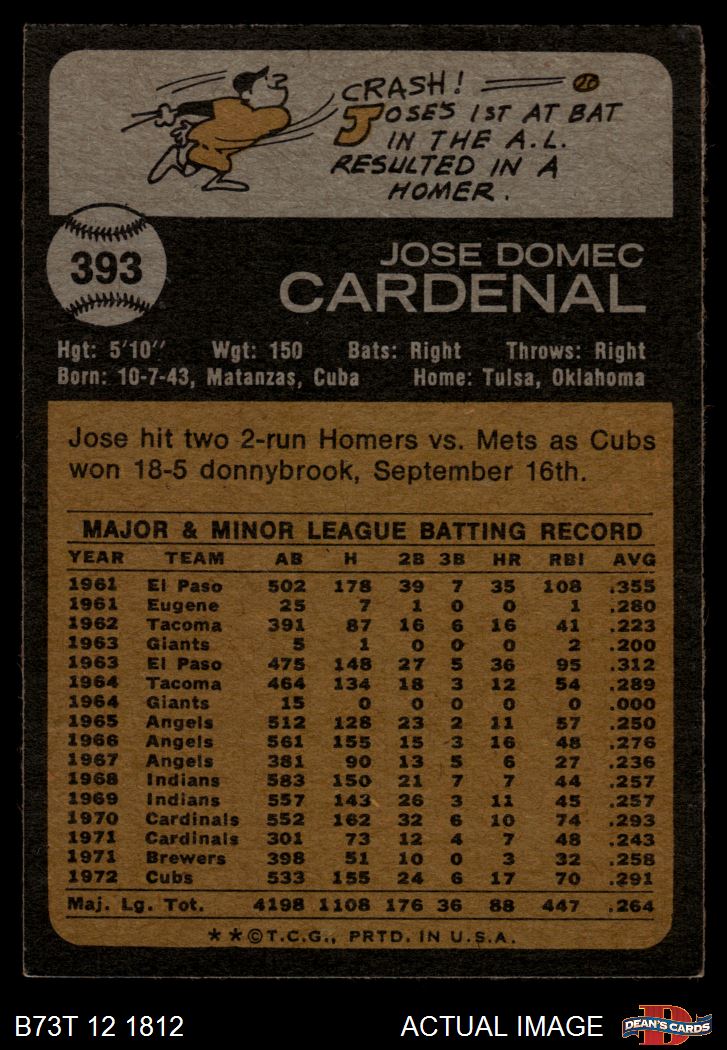 CRASH!
JOSE'S 1ST AT BAT
IN THE A.L.
RESULTED IN A
HOMER.
393
JOSE DOMEC
CARDENAL
Hgt: 5'10" Wgt: 150 Bats: Right Throws: Right
Born: 10-7-43, Matanzas, Cuba Home: Tulsa, Oklahoma
Jose hit two 2-run Homers vs. Mets as Cubs
won 18-5 donnybrook, September 16th.
MAJOR & MINOR LEAGUE BATTING RECORD
YEAR TEAM AB H 2B 3B HR RBI AVG
1961 El Paso 502 178 39 7 35 108 .355
1961 Eugene 25 7 1 0 0 1 .280
1962 Tacoma 391 87 16 6 16 41 .223
1963 Giants 5 1 0 0 0 2 .200
1963 El Paso 475 148 27 5 36 95 .312
1964 Tacoma 464 134 18 3 12 54 .289
1964 Giants 15 0 0 0 0 0 .000
1965 Angels 512 128 23 2 11 57 .250
1966 Angels 561 155 15 3 16 48 .276
1967 Angels 381 90 13 5 6 27 .236
1968 Indians 583 150 21 7 7 44 .257
1969 Indians 557 143 26 3 11 45 .257
1970 Cardinals 552 162 32 6 10 74 .293
1971 Cardinals 301 73 12 4 7 48 .243
1971 Brewers 398 51 10 0 3 32 .258
1972 Cubs 533 155 24 6 17 70 .291
Maj. Lg. Tot. 4198 1108 176 36 88 447 .264
* * © T.C.G., PRTD. IN U.S.A.
B73T 12 1812 ACTUAL IMAGE
D
DEAN'S CARDS